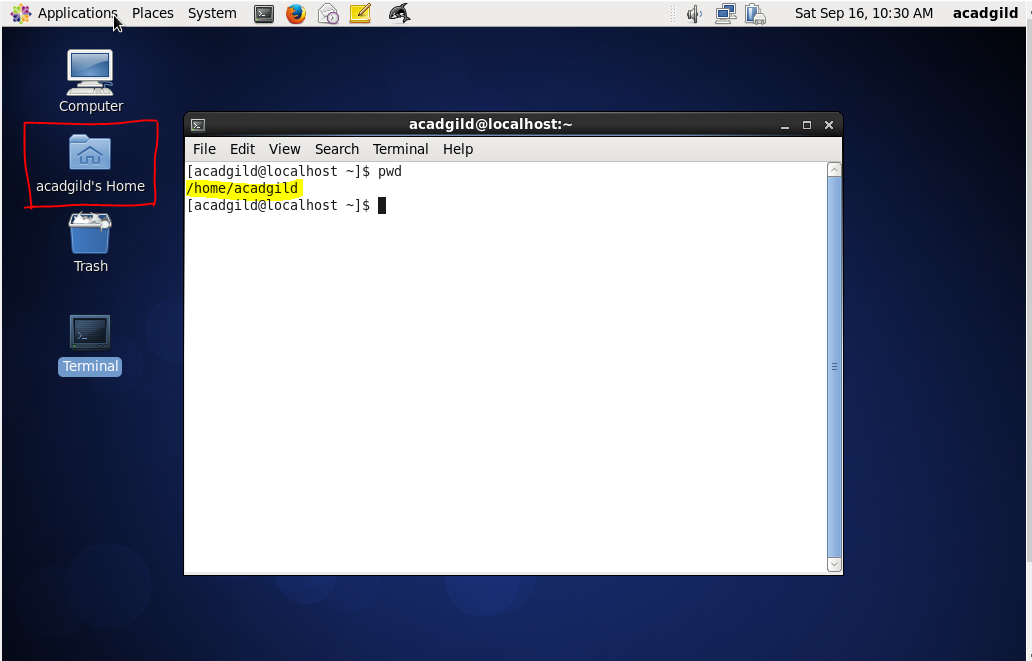 Applications Places System Sat Sep 16, 10:30 AM acadgild
Computer
acadgild's Home
Trash
Terminal
acadgild@localhost:~
File Edit View Search Terminal Help
[acadgild@localhost ~]$ pwd
/home/acadgild
[acadgild@localhost ~]$